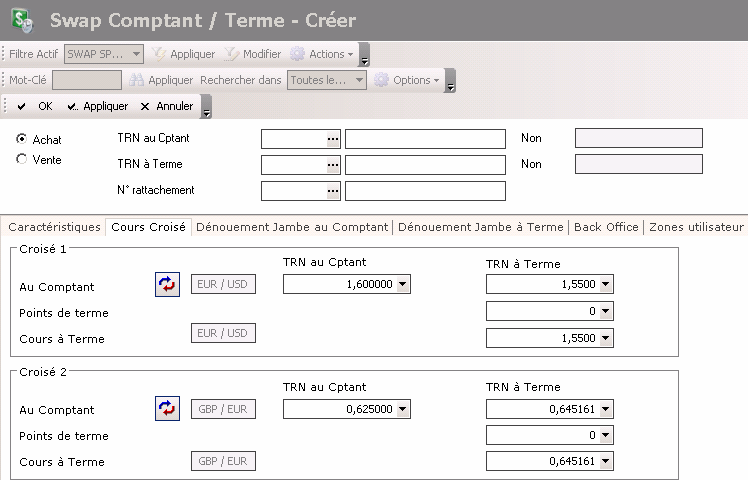 Swap Comptant / Terme - Créer
Filtre Actif SWAP SP... Appliquer Modifier Actions
Mot-Clé Appliquer Rechercher dans Toutes le... Options
OK Appliquer Annuler
Achat TRN au Cptant ... Non
Vente TRN à Terme ... Non
N° rattachement ...
Caractéristiques Cours Croisé Dénouement Jambe au Comptant Dénouement Jambe à Terme Back Office Zones utilisateur
Croisé 1
TRN au Cptant TRN à Terme
Au Comptant EUR / USD 1,600000 1,5500
Points de terme 0
Cours à Terme EUR / USD 1,5500
Croisé 2
TRN au Cptant TRN à Terme
Au Comptant GBP / EUR 0,625000 0,645161
Points de terme 0
Cours à Terme GBP / EUR 0,645161